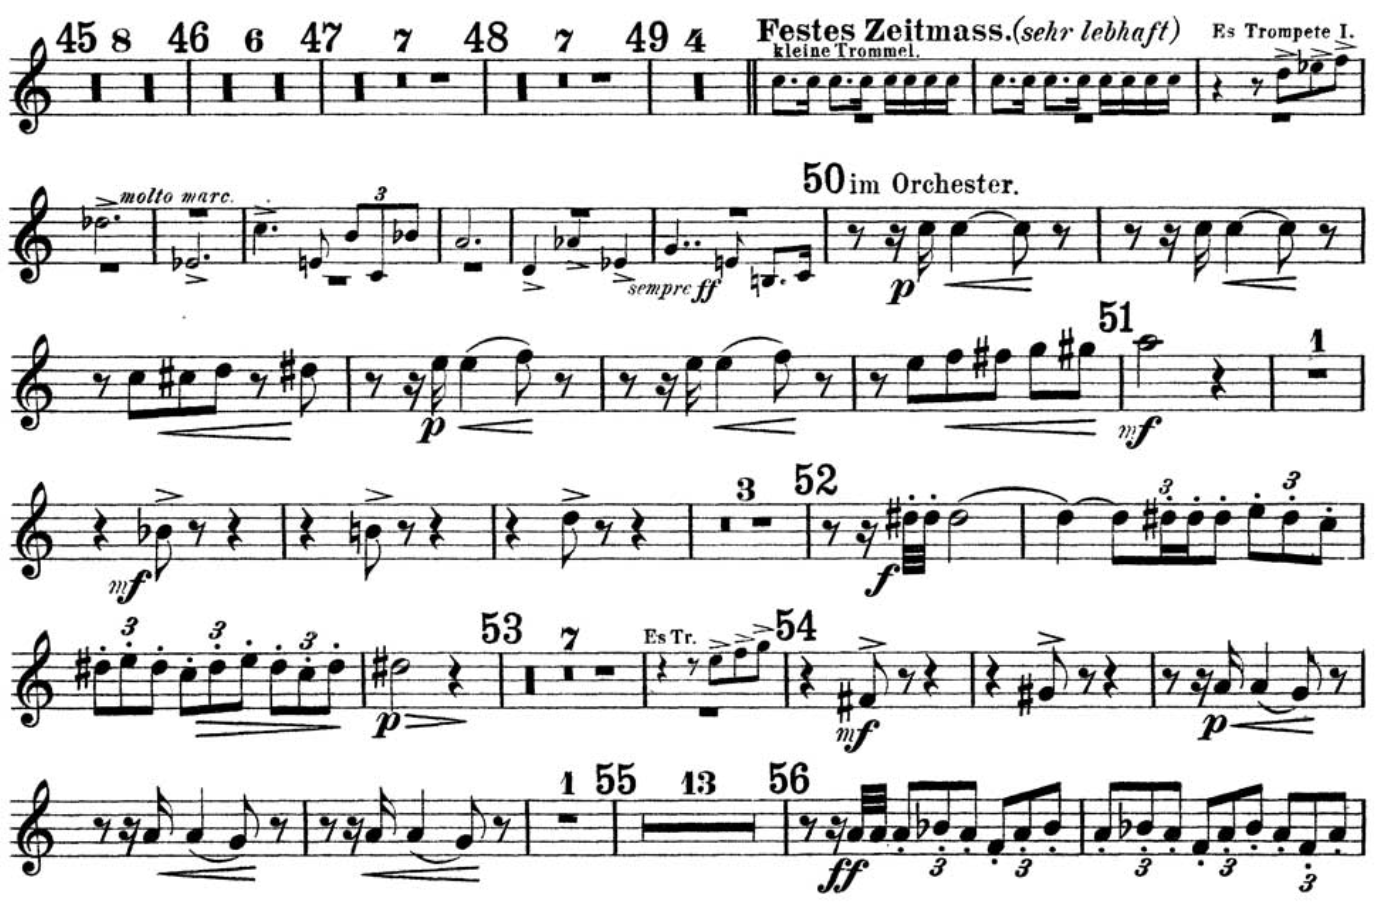 45 8 46 6 47 7 48 7 49 4 Festes Zeitmass. (sehr lebhaft) Es Trompete I.
kleine Trommel.
50 im Orchester.
molto marc.
3
sempre ff p
51
1
p mf
3 52 3 3
mf f
3 3 3 53 7 Es Tr. 54
p mf p
1 55 13 56
ff 3 3 3 3 3